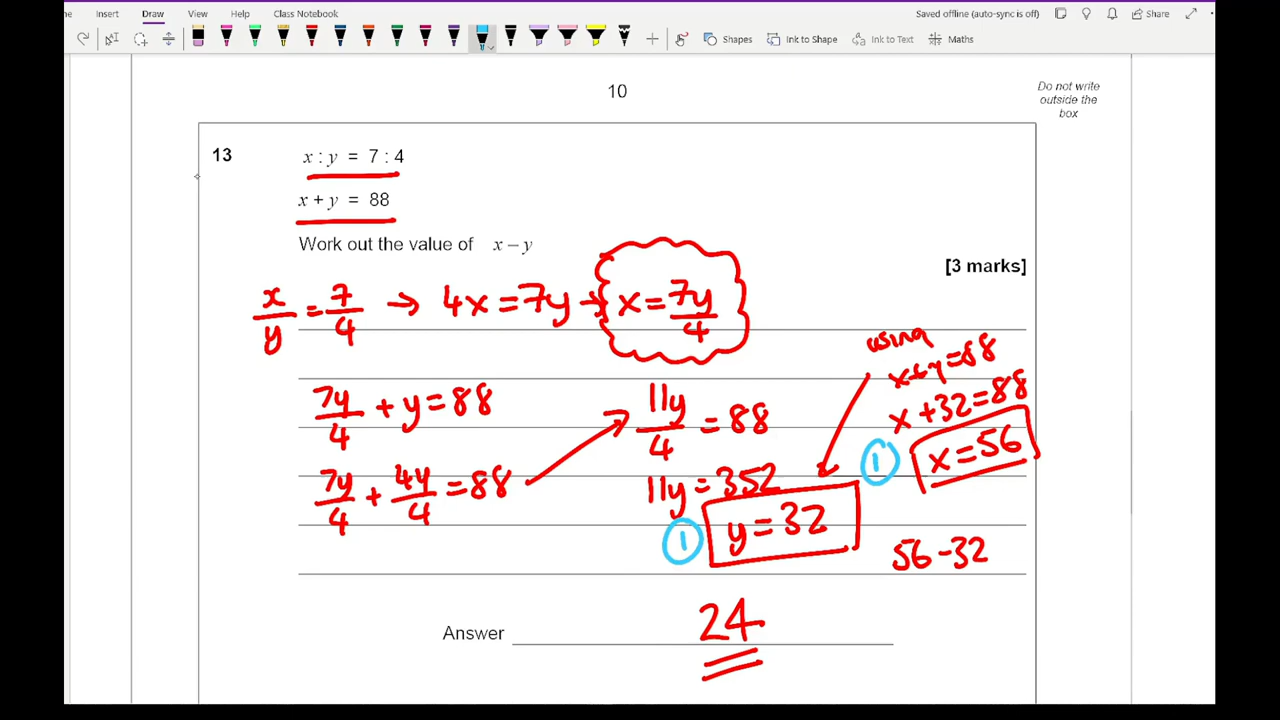 Insert Draw View Help Class Notebook Saved offline (auto-sync is off) Share
Shapes Ink to Shape Ink to Text Maths
10
Do not write
outside the
box
13 x : y = 7 : 4
x + y = 88
Work out the value of x – y
[3 marks]
x/y = 7/4 → 4x = 7y → x = 7y/4
using
x+y=88
7y/4 + y = 88
11y/4 = 88
x + 32 = 88
① x = 56
7y/4 + 4y/4 = 88
11y = 352
① y = 32
56 - 32
Answer 24